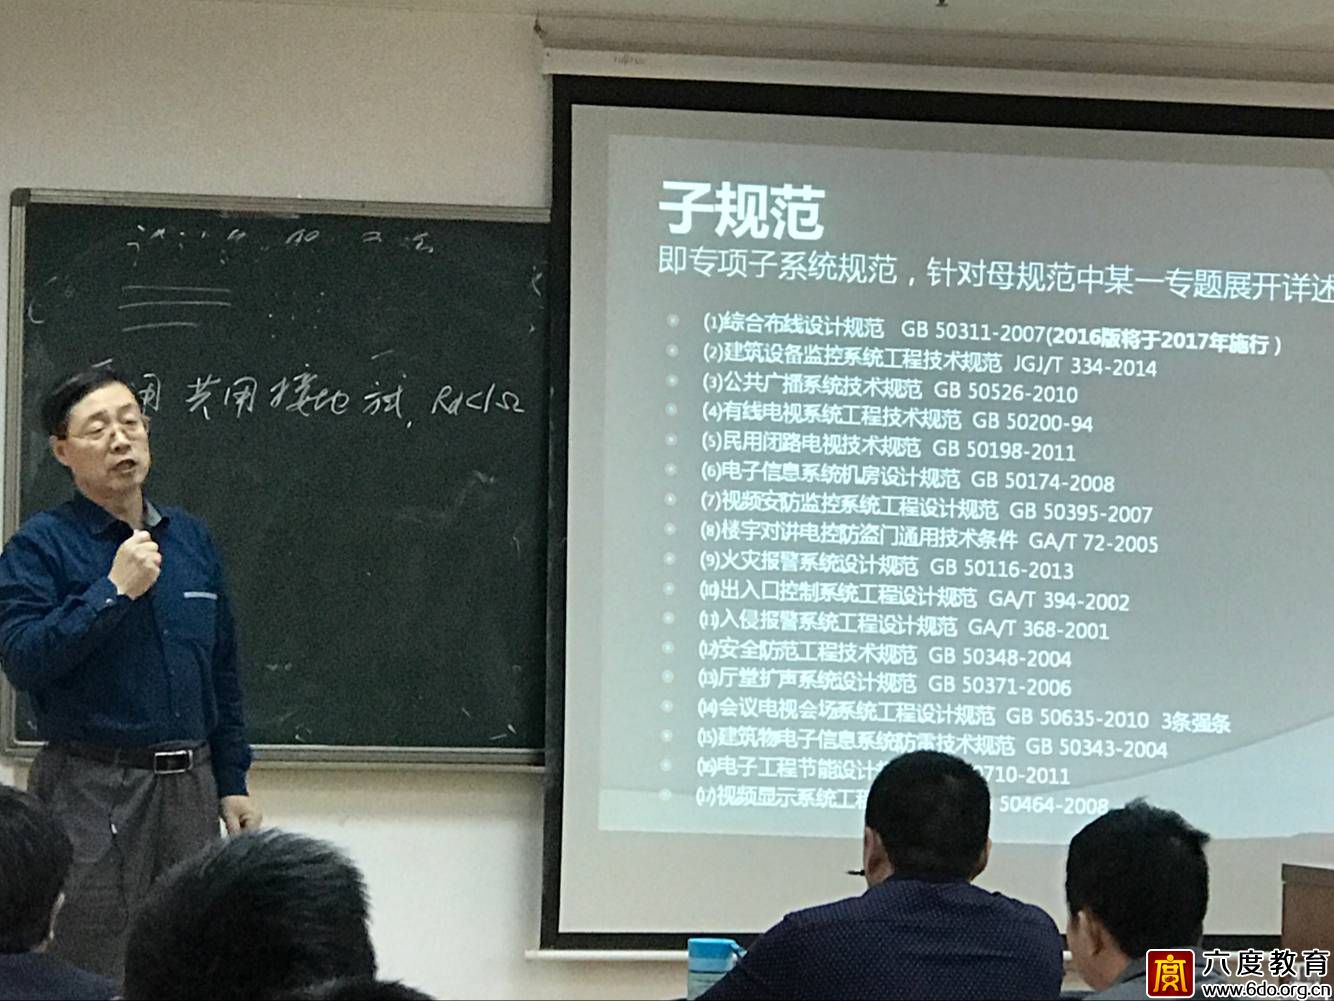 用 共用接地 Rd<1Ω
子规范
即专项子系统规范，针对母规范中某一专题展开详述
(1)综合布线设计规范 GB 50311-2007(2016版将于2017年施行）
(2)建筑设备监控系统工程技术规范 JGJ/T 334-2014
(3)公共广播系统技术规范 GB 50526-2010
(4)有线电视系统工程技术规范 GB 50200-94
(5)民用闭路电视技术规范 GB 50198-2011
(6)电子信息系统机房设计规范 GB 50174-2008
(7)视频安防监控系统工程设计规范 GB 50395-2007
(8)楼宇对讲电控防盗门通用技术条件 GA/T 72-2005
(9)火灾报警系统设计规范 GB 50116-2013
(10)出入口控制系统工程设计规范 GA/T 394-2002
(11)入侵报警系统工程设计规范 GA/T 368-2001
(12)安全防范工程技术规范 GB 50348-2004
(13)厅堂扩声系统设计规范 GB 50371-2006
(14)会议电视会场系统工程设计规范 GB 50635-2010 3条强条
(15)建筑物电子信息系统防雷技术规范 GB 50343-2004
(16)电子工程节能设计 0710-2011
(17)视频显示系统工程 50464-2008
六度教育
www.6do.org.cn